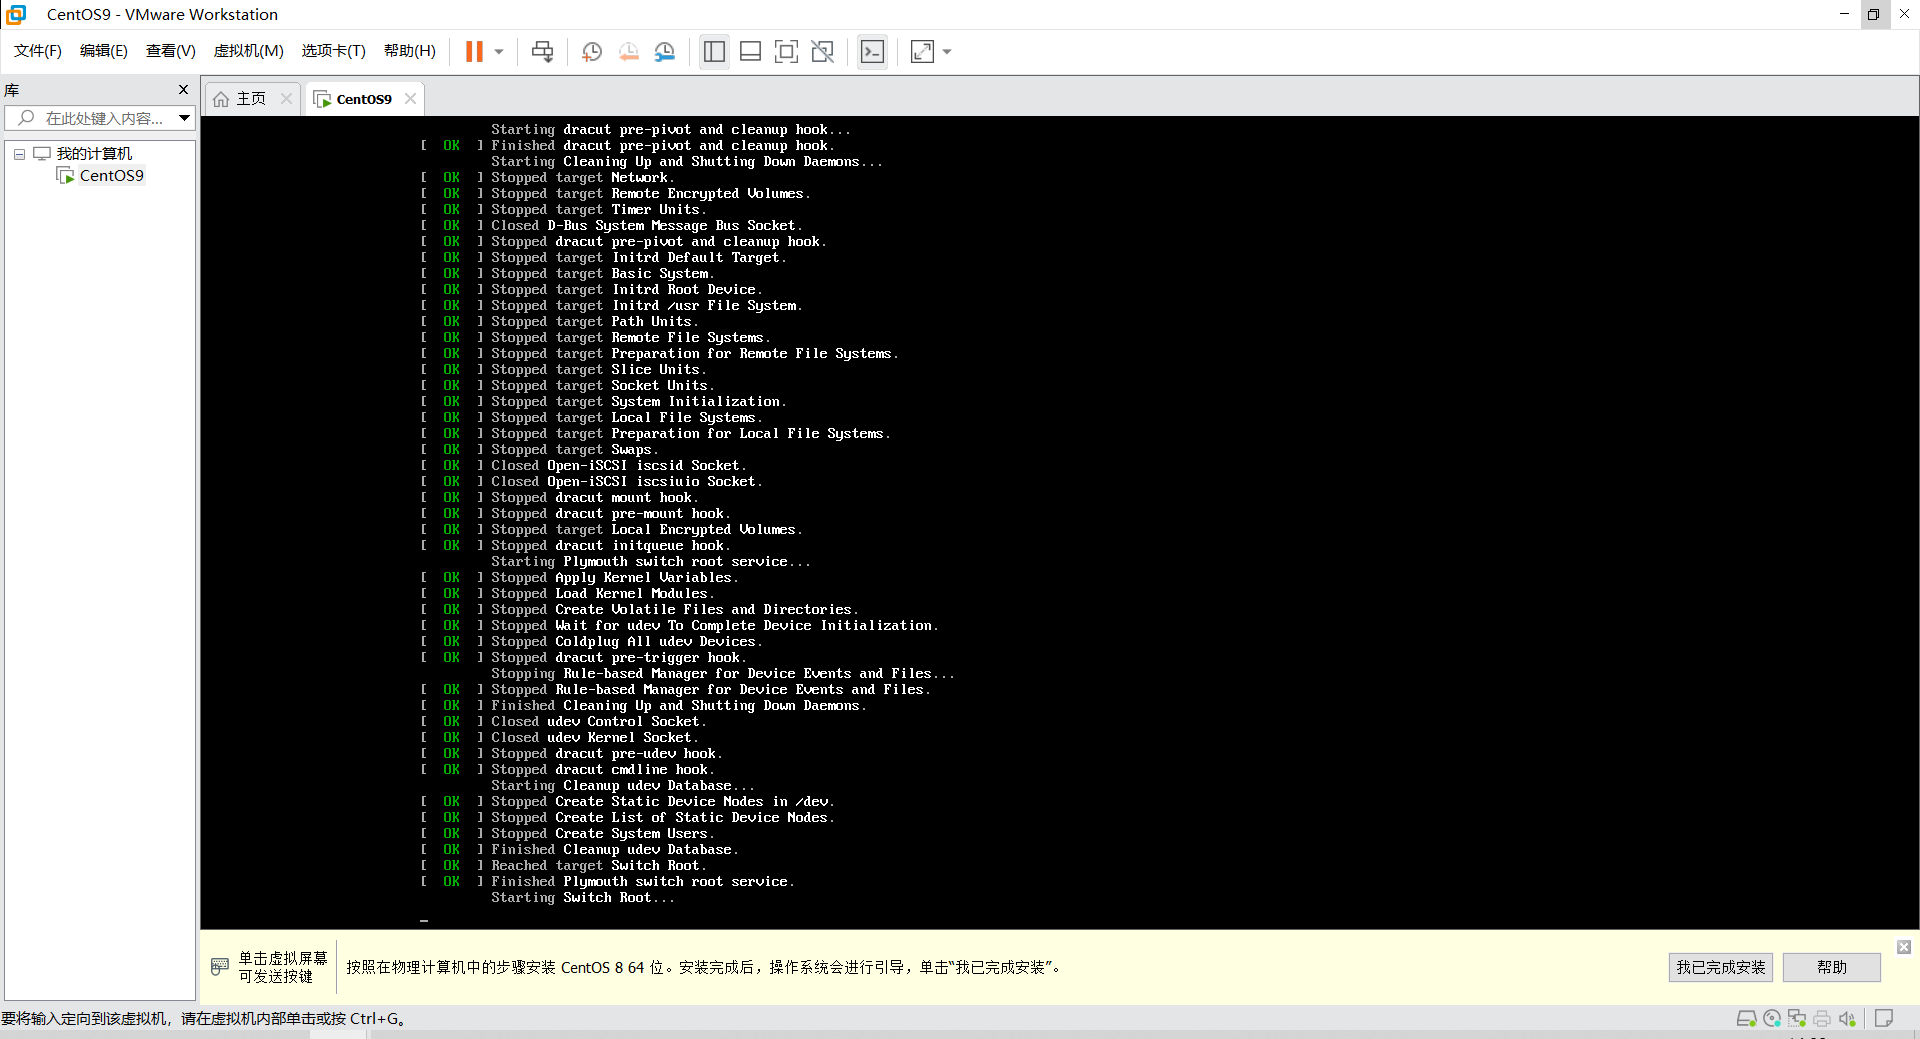 CentOS9 - VMware Workstation
文件(F) 编辑(E) 查看(V) 虚拟机(M) 选项卡(T) 帮助(H)
库
在此处键入内容...
我的计算机
CentOS9
主页
CentOS9
Starting dracut pre-pivot and cleanup hook...
[ OK ] Finished dracut pre-pivot and cleanup hook.
Starting Cleaning Up and Shutting Down Daemons...
[ OK ] Stopped target Network.
[ OK ] Stopped target Remote Encrypted Volumes.
[ OK ] Stopped target Timer Units.
[ OK ] Closed D-Bus System Message Bus Socket.
[ OK ] Stopped dracut pre-pivot and cleanup hook.
[ OK ] Stopped target Initrd Default Target.
[ OK ] Stopped target Basic System.
[ OK ] Stopped target Initrd Root Device.
[ OK ] Stopped target Initrd /usr File System.
[ OK ] Stopped target Path Units.
[ OK ] Stopped target Remote File Systems.
[ OK ] Stopped target Preparation for Remote File Systems.
[ OK ] Stopped target Slice Units.
[ OK ] Stopped target Socket Units.
[ OK ] Stopped target System Initialization.
[ OK ] Stopped target Local File Systems.
[ OK ] Stopped target Preparation for Local File Systems.
[ OK ] Stopped target Swaps.
[ OK ] Closed Open-iSCSI iscsid Socket.
[ OK ] Closed Open-iSCSI iscsiuio Socket.
[ OK ] Stopped dracut mount hook.
[ OK ] Stopped dracut pre-mount hook.
[ OK ] Stopped target Local Encrypted Volumes.
[ OK ] Stopped dracut initqueue hook.
Starting Plymouth switch root service...
[ OK ] Stopped Apply Kernel Variables.
[ OK ] Stopped Load Kernel Modules.
[ OK ] Stopped Create Volatile Files and Directories.
[ OK ] Stopped Wait for udev To Complete Device Initialization.
[ OK ] Stopped Coldplug All udev Devices.
[ OK ] Stopped dracut pre-trigger hook.
Stopping Rule-based Manager for Device Events and Files...
[ OK ] Stopped Rule-based Manager for Device Events and Files.
[ OK ] Finished Cleaning Up and Shutting Down Daemons.
[ OK ] Closed udev Control Socket.
[ OK ] Closed udev Kernel Socket.
[ OK ] Stopped dracut pre-udev hook.
[ OK ] Stopped dracut cmdline hook.
Starting Cleanup udev Database...
[ OK ] Stopped Create Static Device Nodes in /dev.
[ OK ] Stopped Create List of Static Device Nodes.
[ OK ] Stopped Create System Users.
[ OK ] Finished Cleanup udev Database.
[ OK ] Reached target Switch Root.
[ OK ] Finished Plymouth switch root service.
Starting Switch Root...
单击虚拟屏幕
可发送按键
按照在物理计算机中的步骤安装 CentOS 8 64 位。安装完成后，操作系统会进行引导，单击“我已完成安装”。
我已完成安装
帮助
要将输入定向到该虚拟机，请在虚拟机内部单击或按 Ctrl+G。